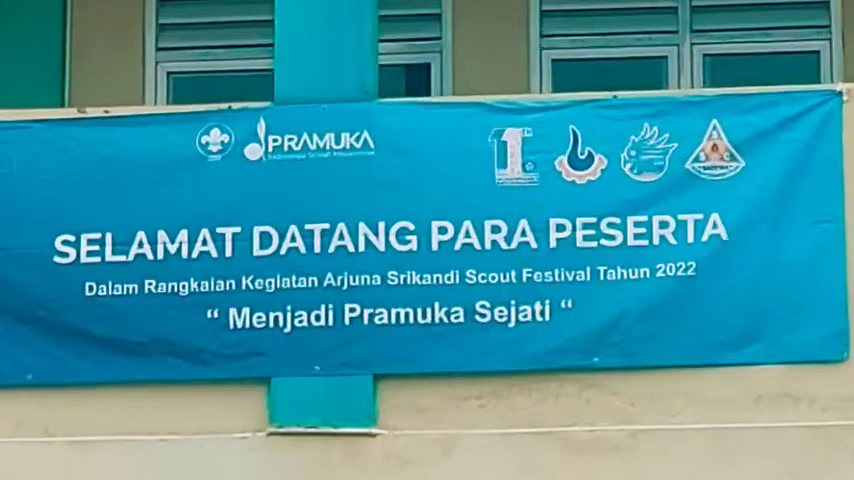 PRAMUKA
SELAMAT DATANG PARA PESERTA
Dalam Rangkaian Kegiatan Arjuna Srikandi Scout Festival Tahun 2022
“ Menjadi Pramuka Sejati “